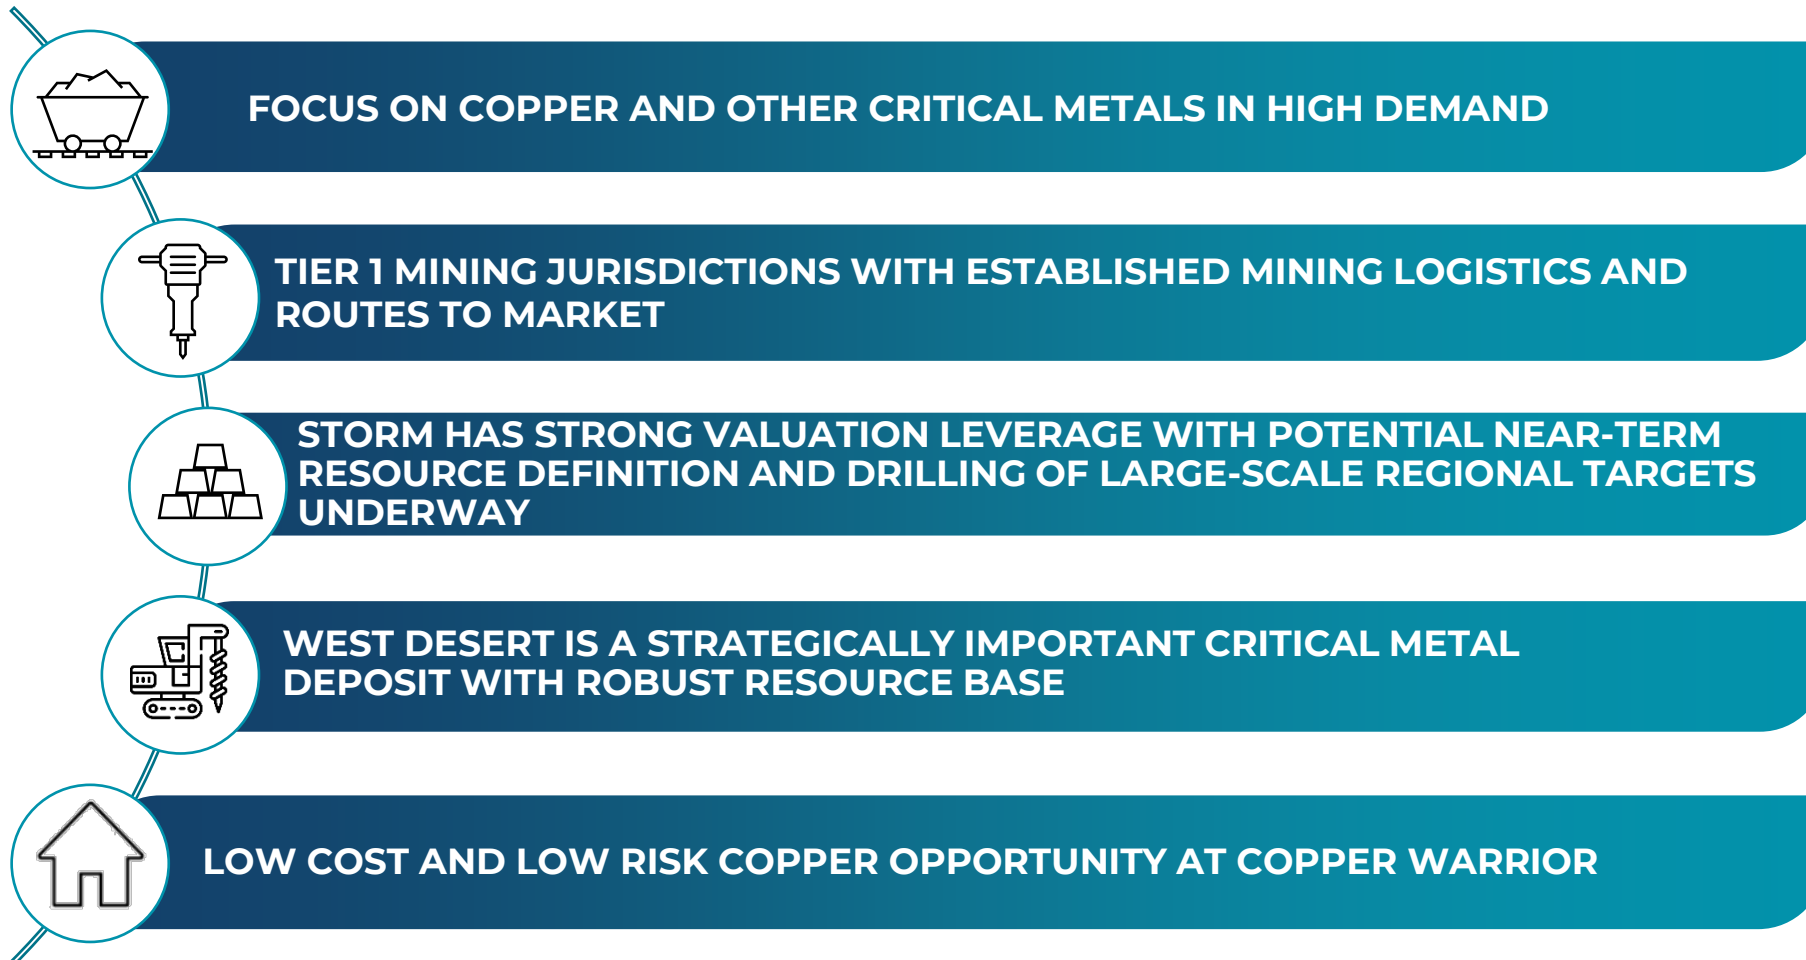 FOCUS ON COPPER AND OTHER CRITICAL METALS IN HIGH DEMAND
TIER 1 MINING JURISDICTIONS WITH ESTABLISHED MINING LOGISTICS AND
ROUTES TO MARKET
STORM HAS STRONG VALUATION LEVERAGE WITH POTENTIAL NEAR-TERM
RESOURCE DEFINITION AND DRILLING OF LARGE-SCALE REGIONAL TARGETS
UNDERWAY
WEST DESERT IS A STRATEGICALLY IMPORTANT CRITICAL METAL
DEPOSIT WITH ROBUST RESOURCE BASE
LOW COST AND LOW RISK COPPER OPPORTUNITY AT COPPER WARRIOR